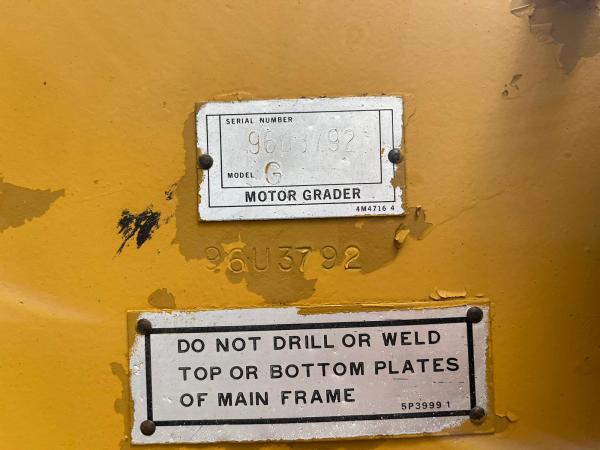 SERIAL NUMBER
96U3792
MODEL G
MOTOR GRADER
4M4716 4
96U3792
DO NOT DRILL OR WELD
TOP OR BOTTOM PLATES
OF MAIN FRAME
5P3999 1